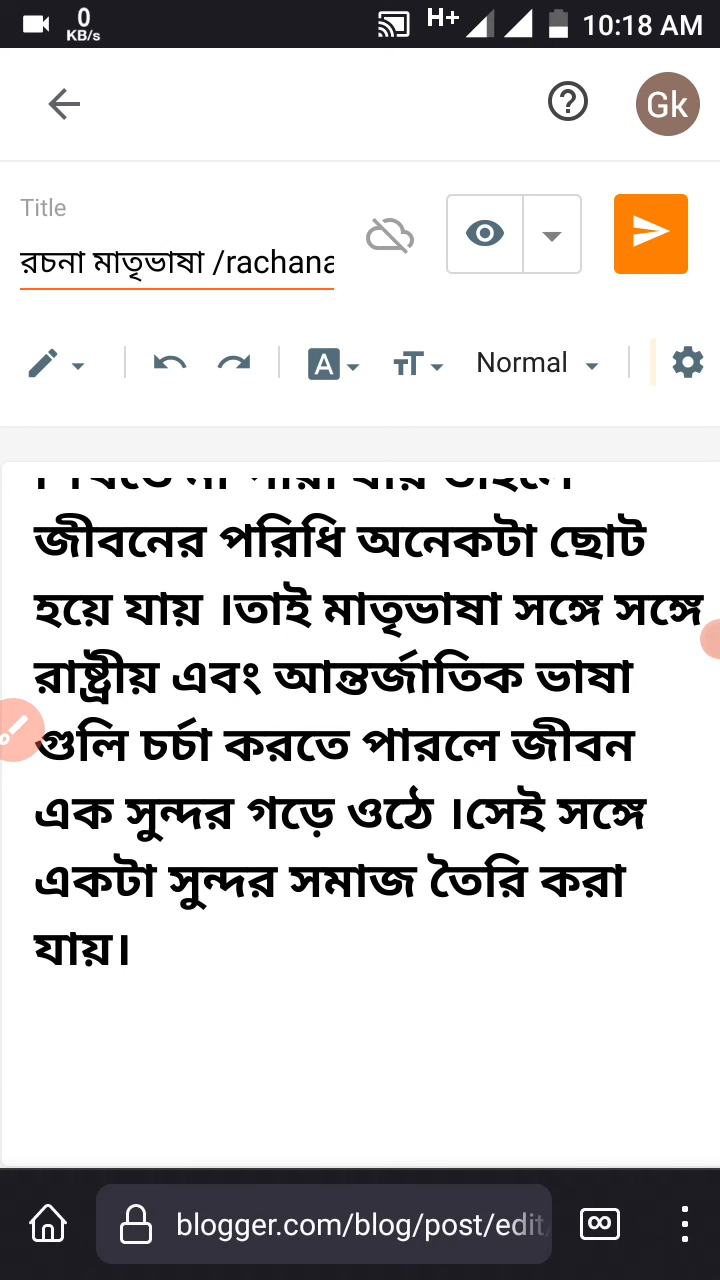 0
KB/s
H+
10:18 AM
Gk
Title
রচনা মাতৃভাষা /rachana
A
Normal
জীবনের পরিধি অনেকটা ছোট
হয়ে যায় ।তাই মাতৃভাষা সঙ্গে সঙ্গে
রাষ্ট্রীয় এবং আন্তর্জাতিক ভাষা
গুলি চর্চা করতে পারলে জীবন
এক সুন্দর গড়ে ওঠে ।সেই সঙ্গে
একটা সুন্দর সমাজ তৈরি করা
যায়।
blogger.com/blog/post/edit/